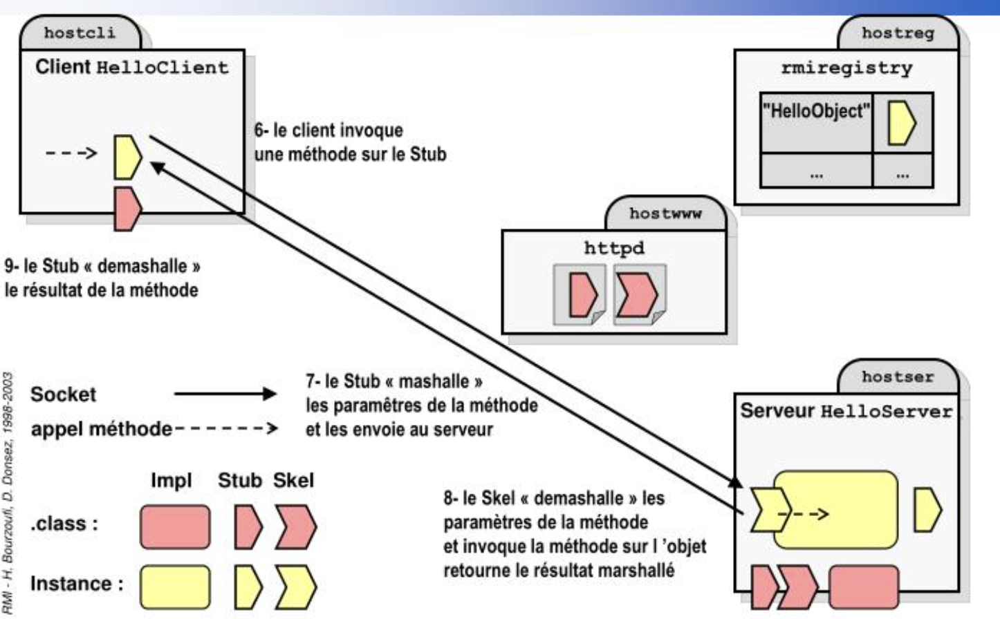 hostcli
Client HelloClient
6- le client invoque
une méthode sur le Stub
hostreg
rmiregistry
"HelloObject"
... ...
hostwww
httpd
9- le Stub « demashalle »
le résultat de la méthode
Socket
appel méthode
7- le Stub « mashalle »
les paramêtres de la méthode
et les envoie au serveur
hostser
Serveur HelloServer
8- le Skel « demashalle » les
paramètres de la méthode
et invoque la méthode sur l 'objet
retourne le résultat marshallé
Impl Stub Skel
.class :
Instance :
RMI - H. Bourzoufi, D. Donsez, 1998-2003